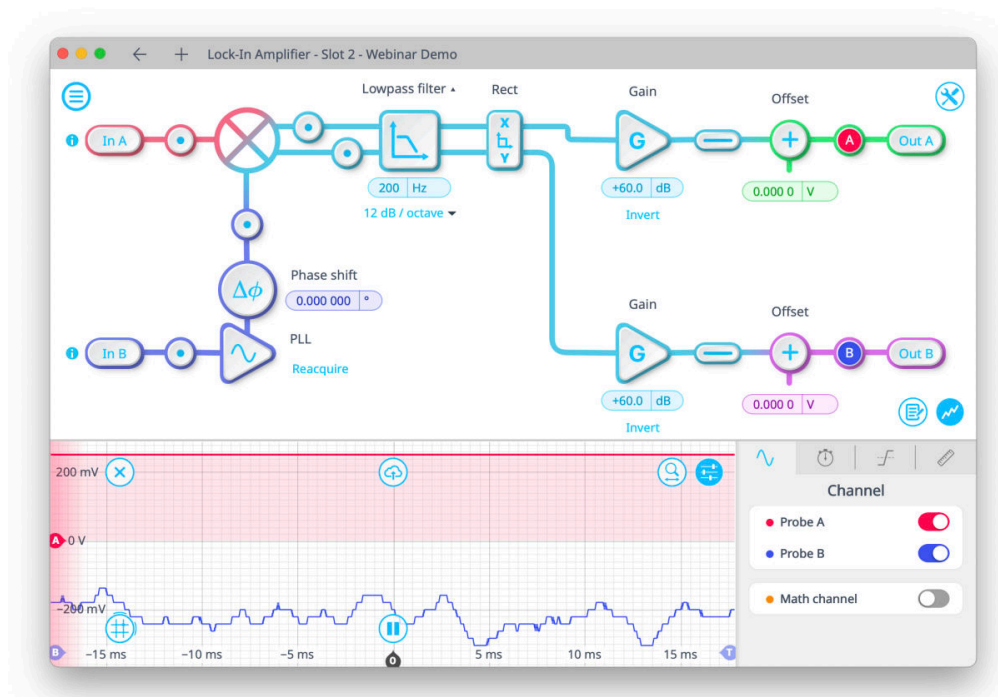 Lock-In Amplifier - Slot 2 - Webinar Demo
Lowpass filter
Rect
Gain
Offset
i In A
X
Y
G
+
A
Out A
200 Hz
+60.0 dB
0.000 0 V
12 dB / octave
Invert
Phase shift
Δϕ
0.000 000 °
Gain
Offset
PLL
i In B
G
+
B
Out B
Reacquire
+60.0 dB
0.000 0 V
Invert
200 mV
Channel
Probe A
A 0 V
Probe B
Math channel
−200 mV
B −15 ms −10 ms −5 ms 0 5 ms 10 ms 15 ms T